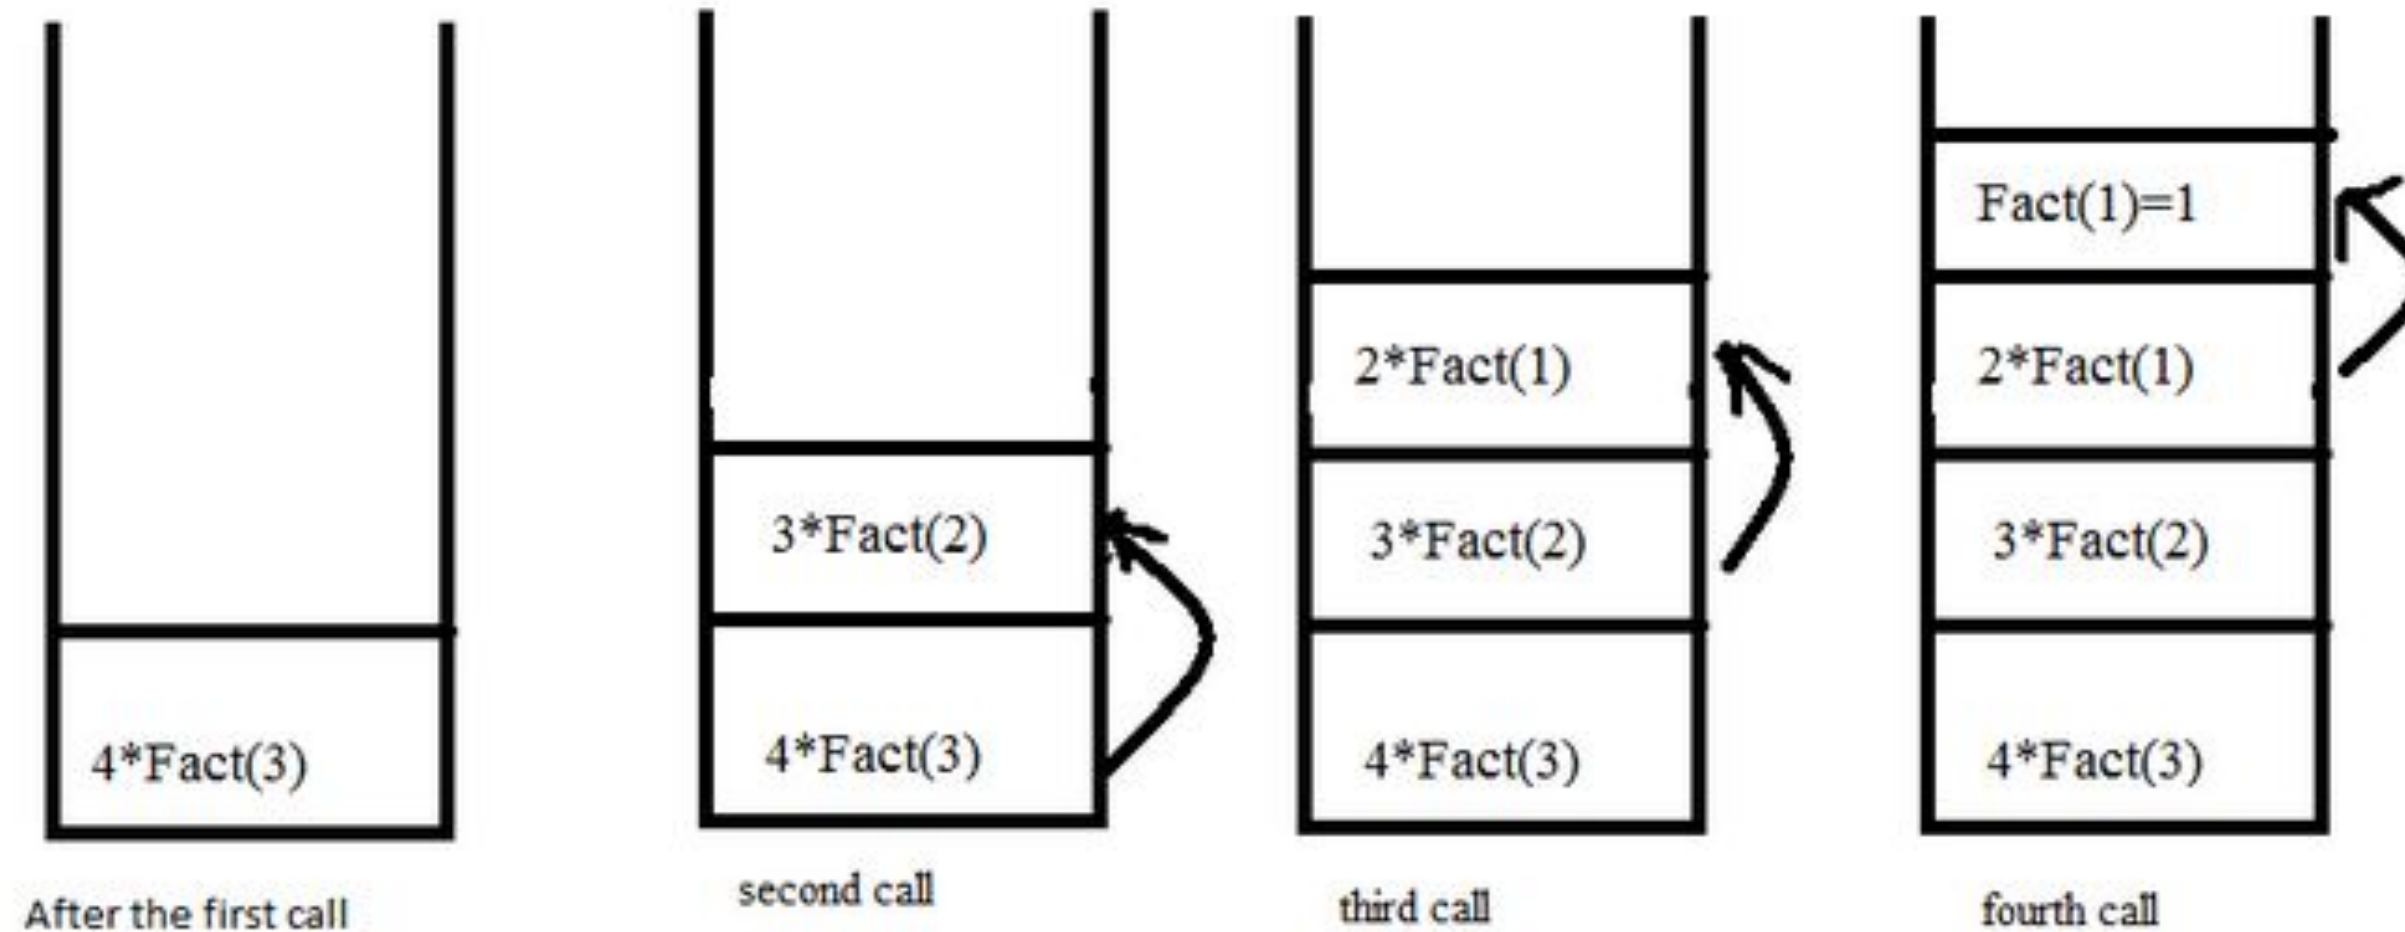 4*Fact(3)
After the first call
3*Fact(2)
4*Fact(3)
second call
2*Fact(1)
3*Fact(2)
4*Fact(3)
third call
Fact(1)=1
2*Fact(1)
3*Fact(2)
4*Fact(3)
fourth call